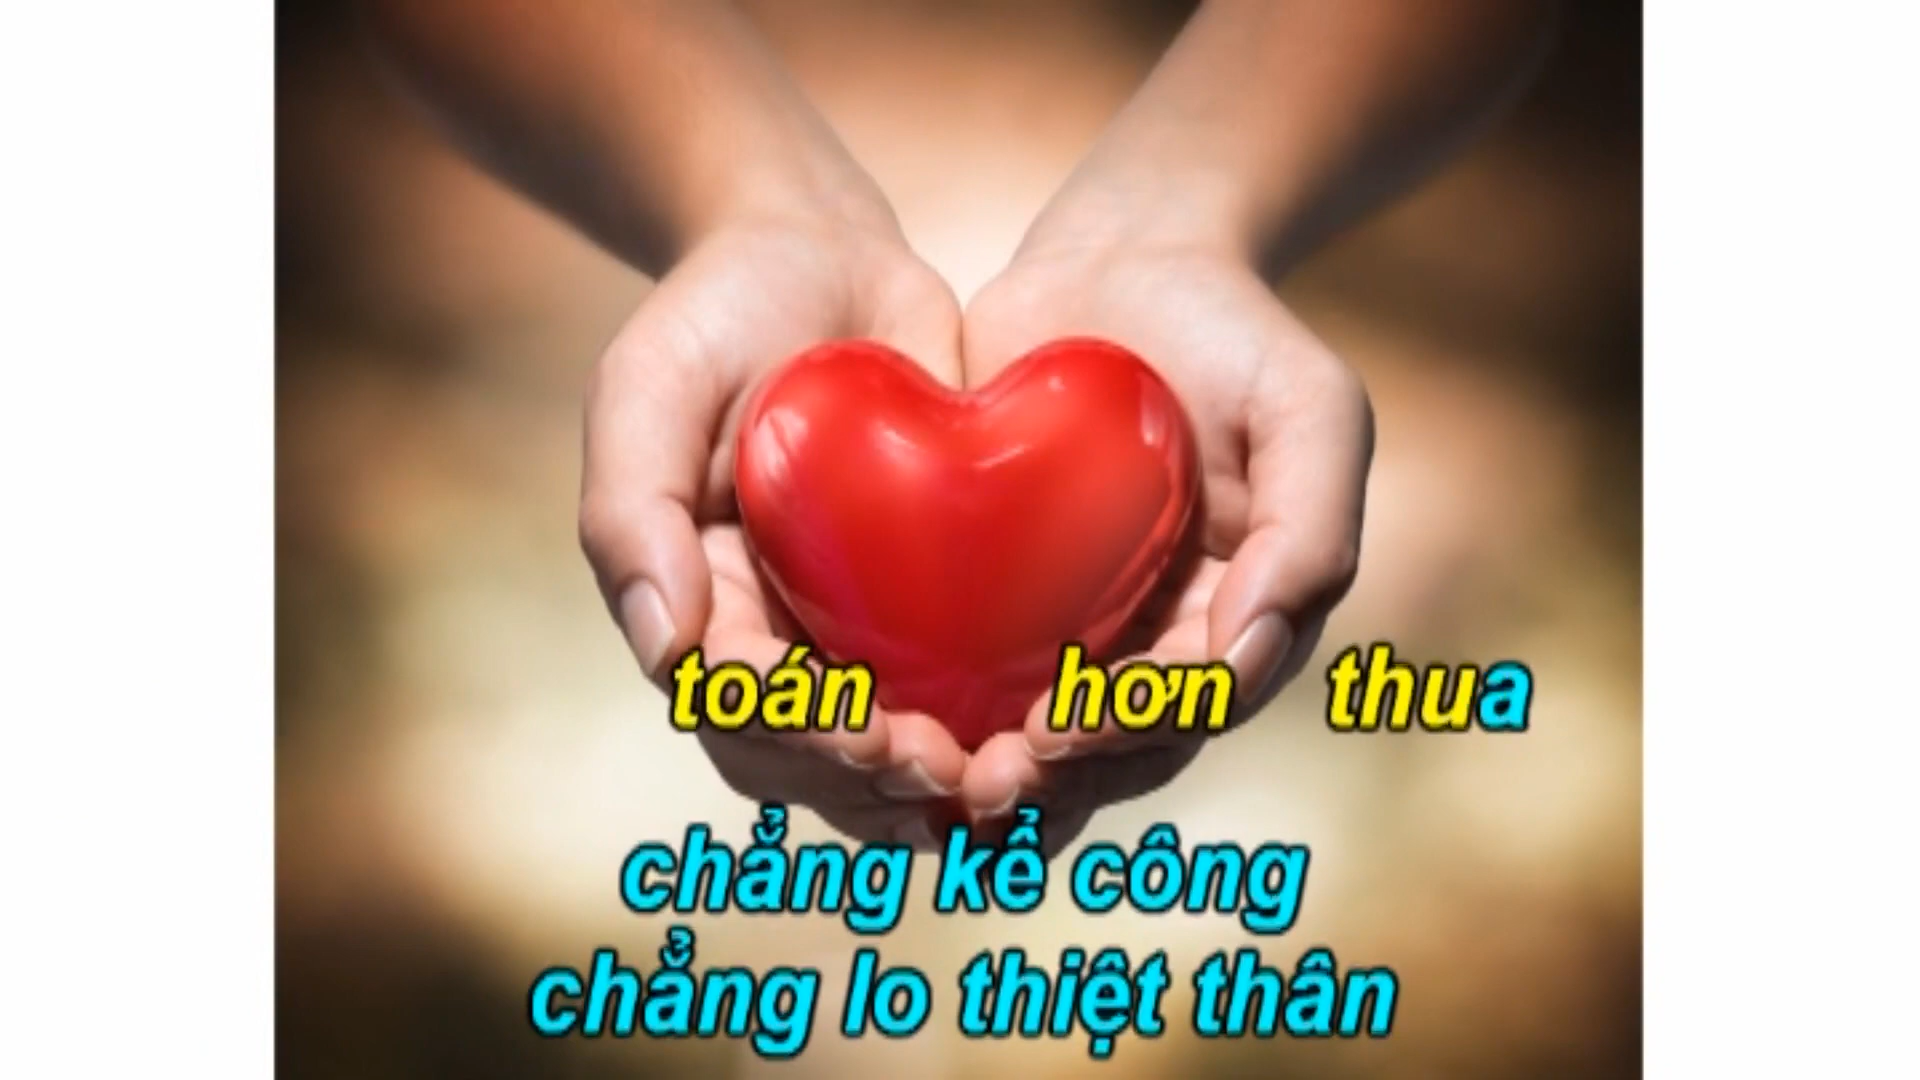 toán hơn thua
chẳng kể công
chẳng lo thiệt thân